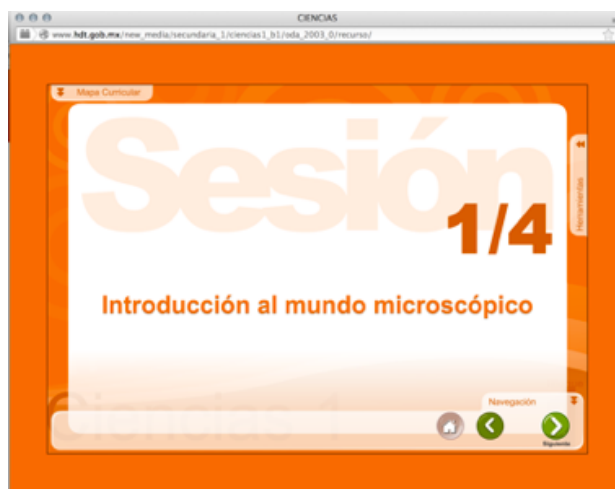 CIENCIAS
www.hdt.gob.mx/new_media/secundaria_1/ciencias1_b1/oda_2003_0/recurso/
Mapa Curricular
Sesión
1/4
Herramientas
Introducción al mundo microscópico
Navegación
Ciencias 1
Siguiente